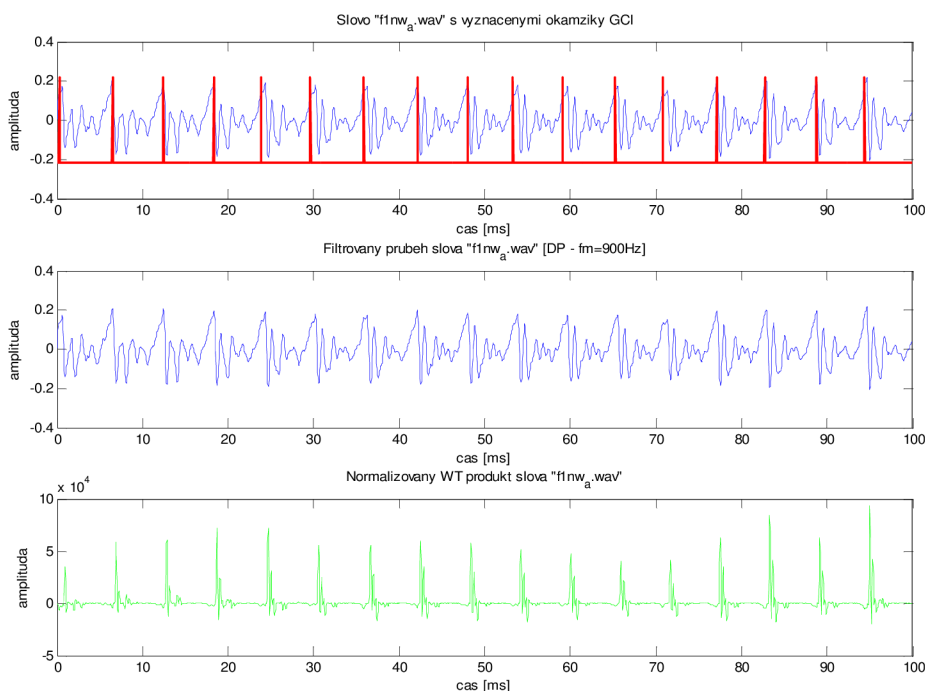 Slovo "f1nw_a.wav" s vyznacenymi okamziky GCI
0.4
0.2
0
-0.2
-0.4
amplituda
0 10 20 30 40 50 60 70 80 90 100
cas [ms]
Filtrovany prubeh slova "f1nw_a.wav" [DP - fm=900Hz]
0.4
0.2
0
-0.2
-0.4
amplituda
0 10 20 30 40 50 60 70 80 90 100
cas [ms]
Normalizovany WT produkt slova "f1nw_a.wav"
x 10^4
10
5
0
-5
amplituda
0 10 20 30 40 50 60 70 80 90 100
cas [ms]